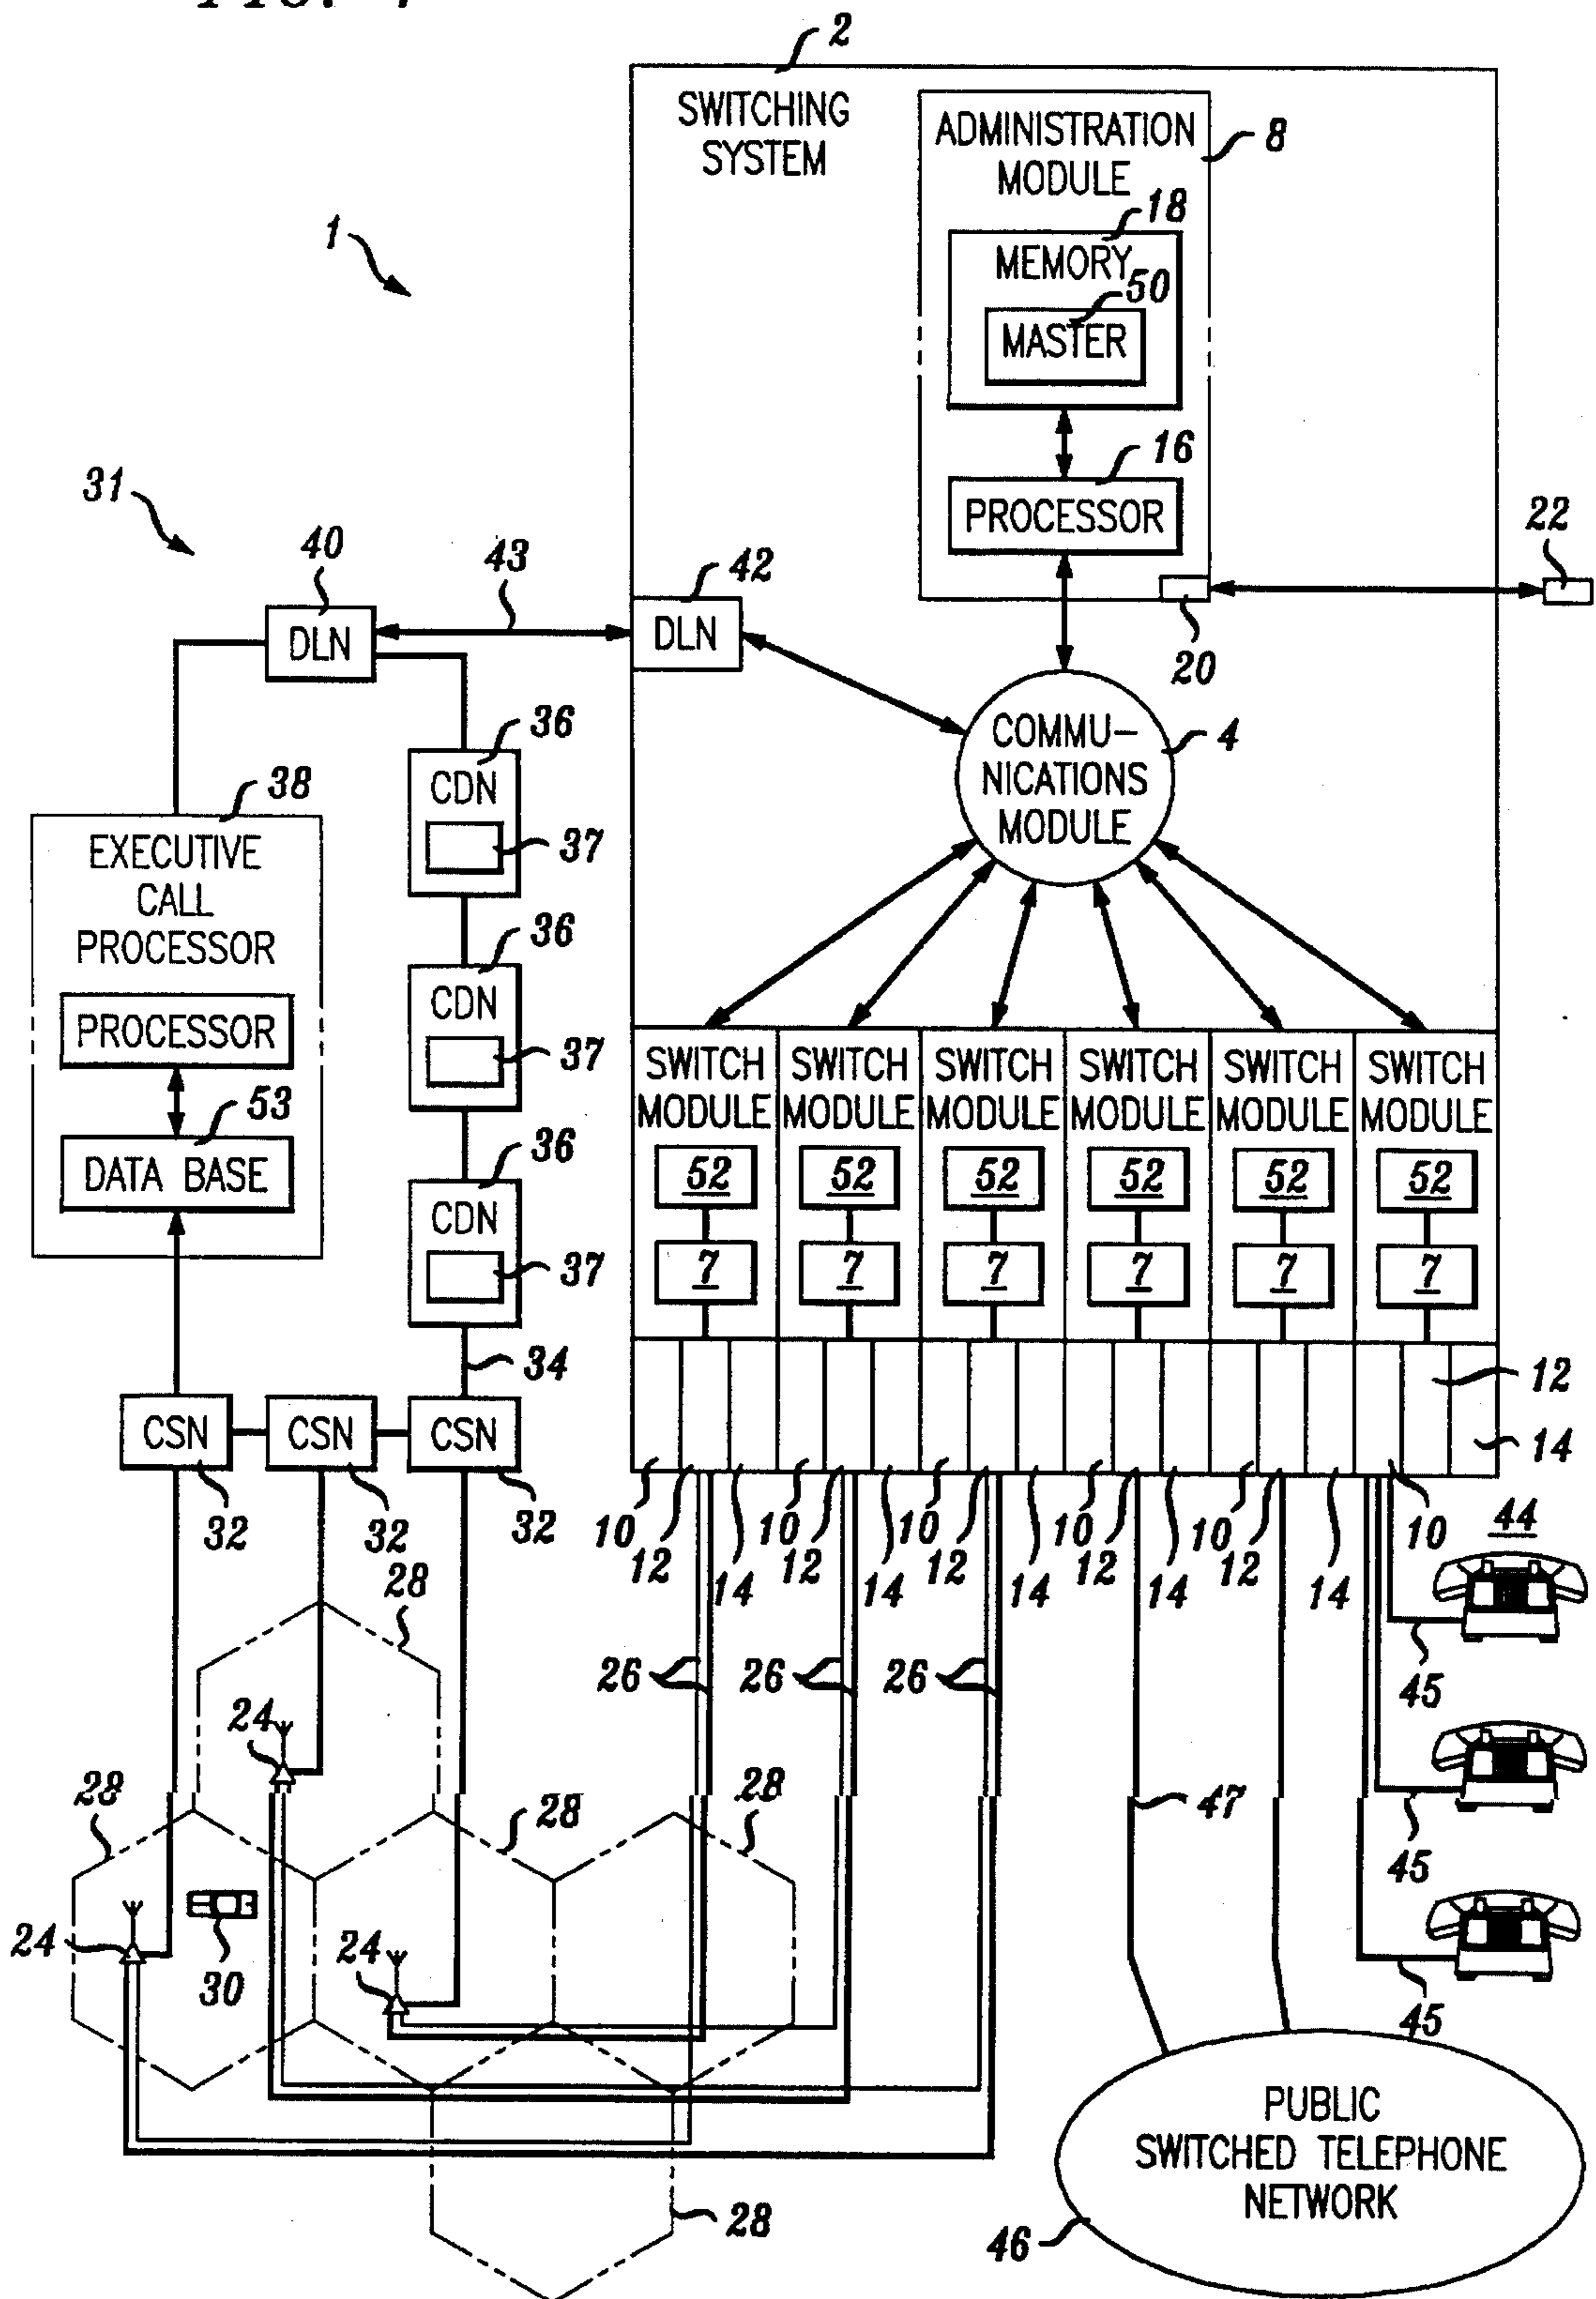 2
SWITCHING
SYSTEM
ADMINISTRATION
MODULE
8
18
MEMORY
50
MASTER
1
16
PROCESSOR
31
22
40
43
42
DLN
DLN
20
36
COMMU-
NICATIONS
MODULE
4
CDN
37
38
EXECUTIVE
CALL
PROCESSOR
36
CDN
37
PROCESSOR
53
DATA BASE
36
CDN
37
SWITCH
MODULE
SWITCH
MODULE
SWITCH
MODULE
SWITCH
MODULE
SWITCH
MODULE
SWITCH
MODULE
52 52 52 52 52 52
7 7 7 7 7 7
34
12
14
CSN CSN CSN
32 32 32
10 12 14 10 12 14 10 12 14 10 12 14 10 12 14 10
44
28
26 26 26
45
24
28
28
28
47
45
24
30
24
45
PUBLIC
SWITCHED TELEPHONE
NETWORK
28
46